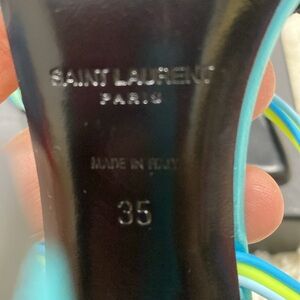 SAINT LAURENT
PARIS
MADE IN ITALY
35